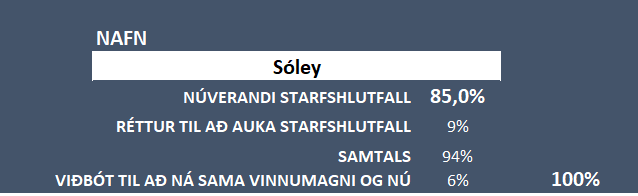 NAFN
Sóley
NÚVERANDI STARFSHLUTFALL 85,0%
RÉTTUR TIL AÐ AUKA STARFSHLUTFALL 9%
SAMTALS 94%
VIÐBÓT TIL AÐ NÁ SAMA VINNUMAGNI OG NÚ 6% 100%